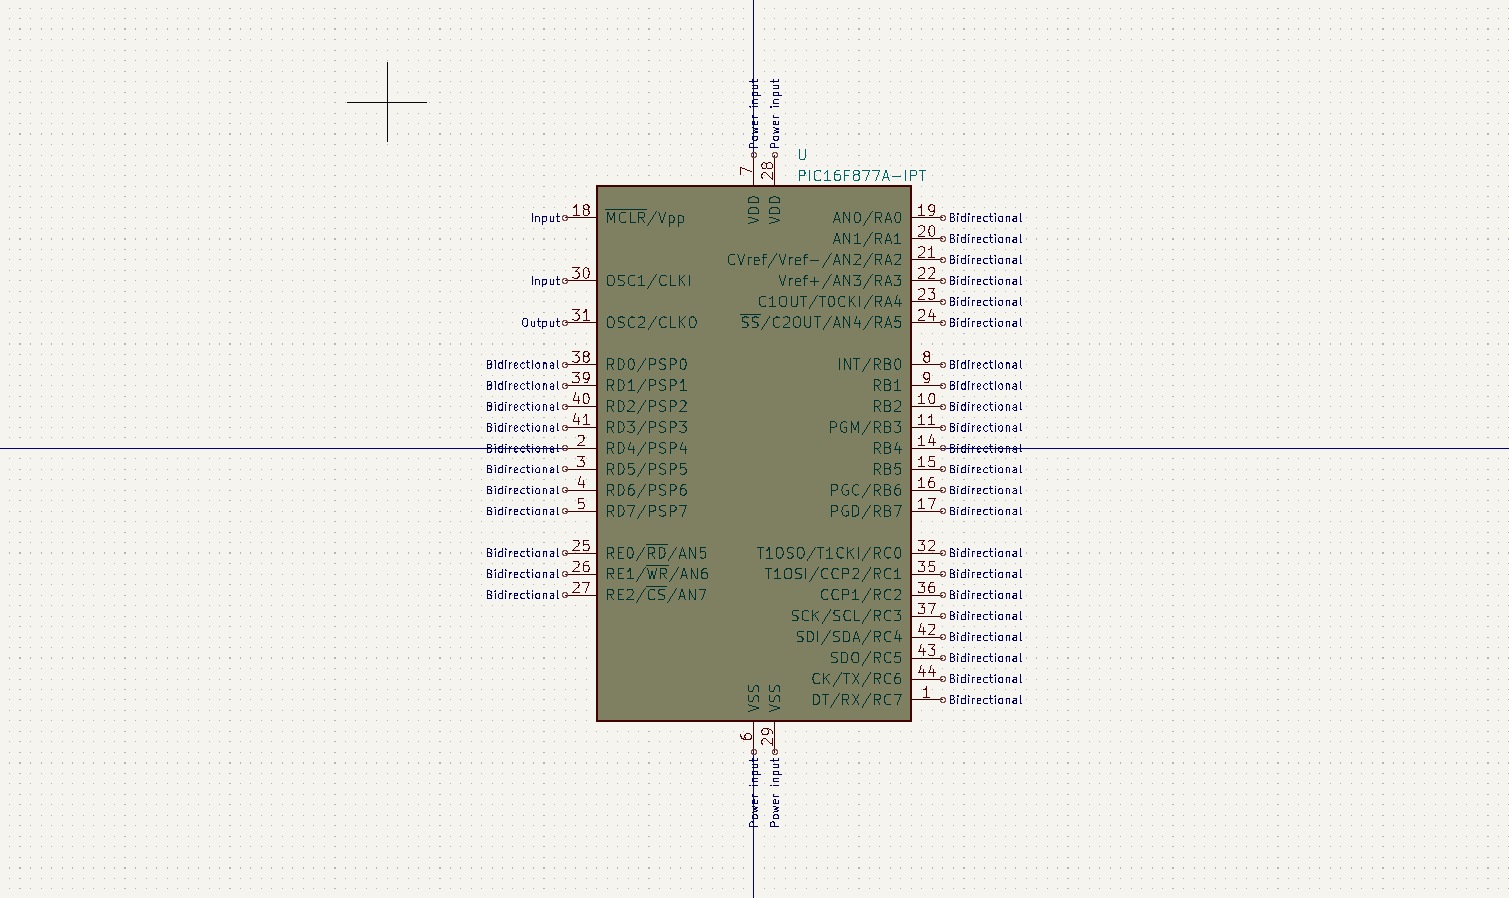 Power input Power input
7 28
U
PIC16F877A-IPT
VDD VDD
Input 18 MCLR/Vpp AN0/RA0 19 Bidirectional
AN1/RA1 20 Bidirectional
CVref/Vref-/AN2/RA2 21 Bidirectional
Input 30 OSC1/CLKI Vref+/AN3/RA3 22 Bidirectional
C1OUT/T0CKI/RA4 23 Bidirectional
Output 31 OSC2/CLKO SS/C2OUT/AN4/RA5 24 Bidirectional
Bidirectional 38 RD0/PSP0 INT/RB0 8 Bidirectional
Bidirectional 39 RD1/PSP1 RB1 9 Bidirectional
Bidirectional 40 RD2/PSP2 RB2 10 Bidirectional
Bidirectional 41 RD3/PSP3 PGM/RB3 11 Bidirectional
Bidirectional 2 RD4/PSP4 RB4 14 Bidirectional
Bidirectional 3 RD5/PSP5 RB5 15 Bidirectional
Bidirectional 4 RD6/PSP6 PGC/RB6 16 Bidirectional
Bidirectional 5 RD7/PSP7 PGD/RB7 17 Bidirectional
Bidirectional 25 RE0/RD/AN5 T1OSO/T1CKI/RC0 32 Bidirectional
Bidirectional 26 RE1/WR/AN6 T1OSI/CCP2/RC1 35 Bidirectional
Bidirectional 27 RE2/CS/AN7 CCP1/RC2 36 Bidirectional
SCK/SCL/RC3 37 Bidirectional
SDI/SDA/RC4 42 Bidirectional
SDO/RC5 43 Bidirectional
CK/TX/RC6 44 Bidirectional
DT/RX/RC7 1 Bidirectional
VSS VSS
6 29
Power input Power input